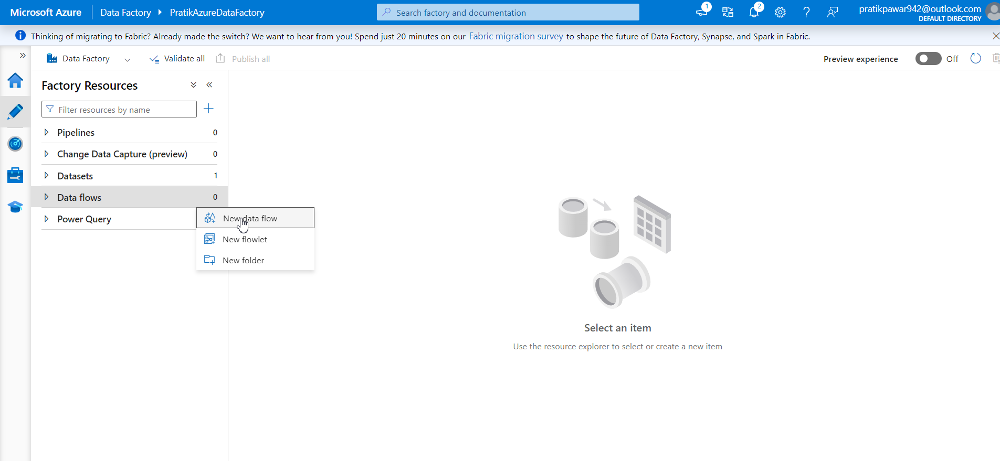 Microsoft Azure Data Factory PratikAzureDataFactory Search factory and documentation 1 2 pratikpawar942@outlook.com
DEFAULT DIRECTORY
Thinking of migrating to Fabric? Already made the switch? We want to hear from you! Spend just 20 minutes on our Fabric migration survey to shape the future of Data Factory, Synapse, and Spark in Fabric.
Data Factory Validate all Publish all Preview experience Off
Factory Resources
Filter resources by name
Pipelines 0
Change Data Capture (preview) 0
Datasets 1
Data flows 0
Power Query
New data flow
New flowlet
New folder
Select an item
Use the resource explorer to select or create a new item